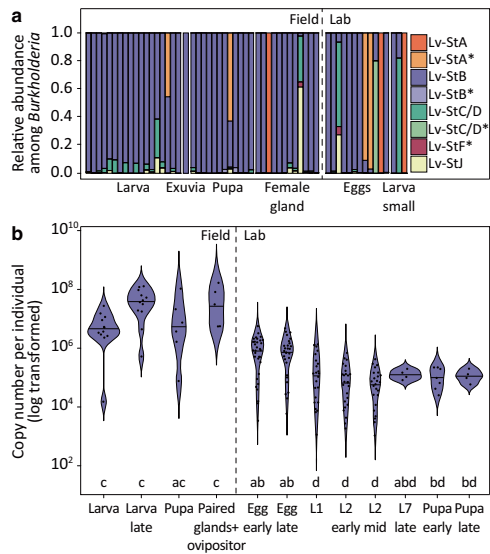 a
Field Lab
Relative abundance
among Burkholderia
1.0
0.8
0.6
0.4
0.2
0.0
Lv-StA
Lv-StA*
Lv-StB
Lv-StB*
Lv-StC/D
Lv-StC/D*
Lv-StF*
Lv-StJ
Larva Exuvia Pupa Female gland Eggs Larva small
b
Field Lab
Copy number per individual
(log transformed)
10^10
10^8
10^6
10^4
10^2
c c ac c ab ab d d d abd bd bd
Larva Larva late Pupa Paired glands+ ovipositor Egg early Egg late L1 L2 early L2 mid L7 late Pupa early Pupa late